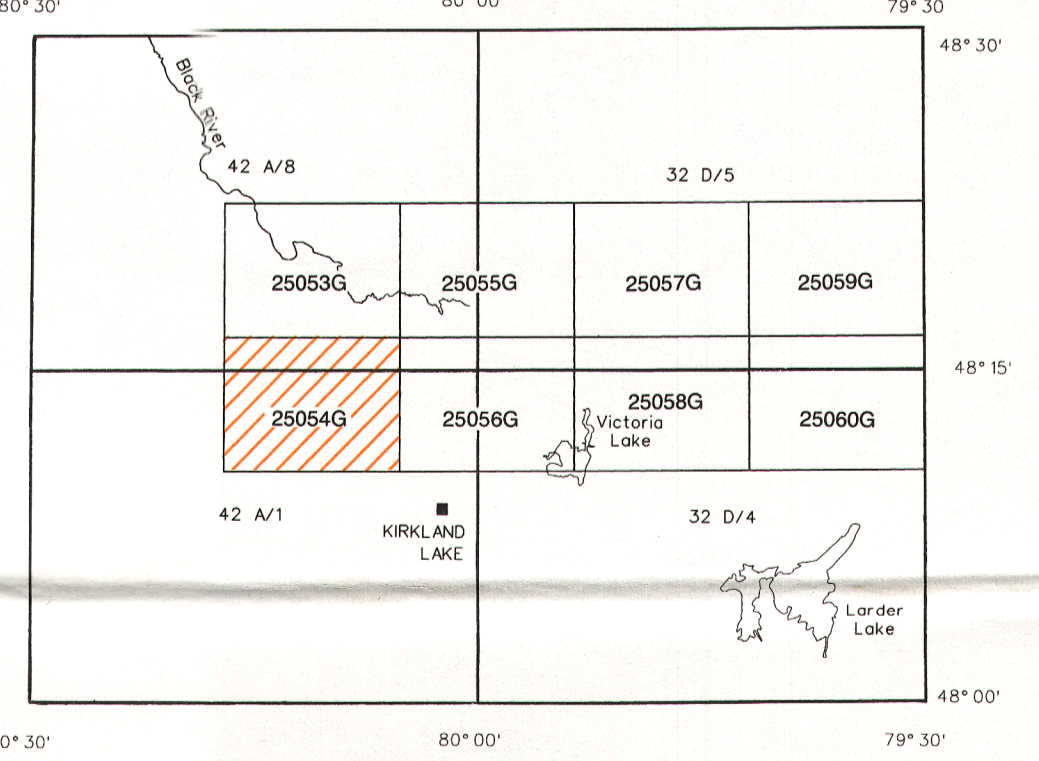 80° 30'
80° 00'
79° 30
48° 30'
Black River
42 A/8
32 D/5
25053G
25055G
25057G
25059G
48° 15'
25054G
25056G
25058G
25060G
Victoria
Lake
42 A/1
32 D/4
KIRKLAND
LAKE
Larder
Lake
48° 00'
0° 30'
80° 00'
79° 30'